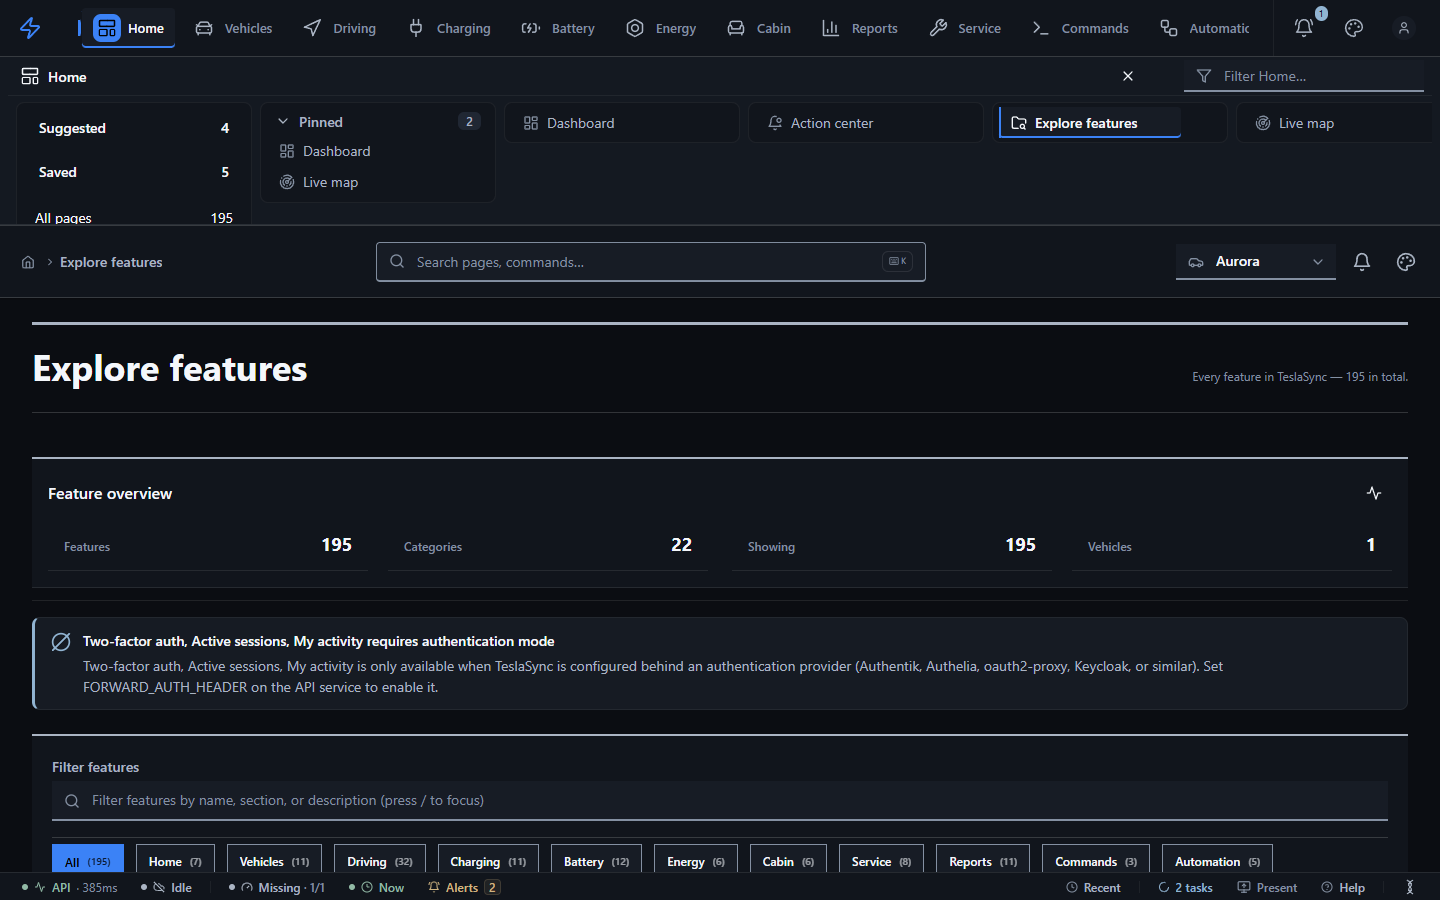 Home
Vehicles
Driving
Charging
Battery
Energy
Cabin
Reports
Service
Commands
Automatic
1
Home
Filter Home...
Suggested 4
Saved 5
All pages 195
Pinned 2
Dashboard
Live map
Dashboard
Action center
Explore features
Live map
Explore features
Search pages, commands...
K
Aurora
Explore features
Every feature in TeslaSync — 195 in total.
Feature overview
Features 195
Categories 22
Showing 195
Vehicles 1
Two-factor auth, Active sessions, My activity requires authentication mode
Two-factor auth, Active sessions, My activity is only available when TeslaSync is configured behind an authentication provider (Authentik, Authelia, oauth2-proxy, Keycloak, or similar). Set
FORWARD_AUTH_HEADER on the API service to enable it.
Filter features
Filter features by name, section, or description (press / to focus)
All (195)
Home (7)
Vehicles (11)
Driving (32)
Charging (11)
Battery (12)
Energy (6)
Cabin (6)
Service (8)
Reports (11)
Commands (3)
Automation (5)
API · 385ms
Idle
Missing · 1/1
Now
Alerts 2
Recent
2 tasks
Present
Help